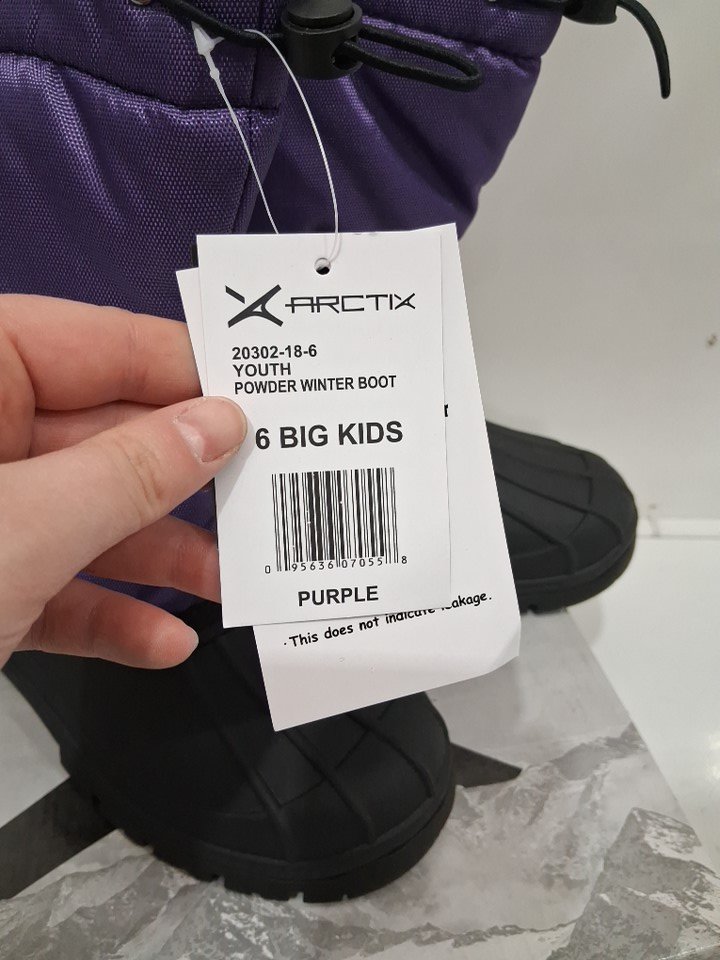 ARCTIX
20302-18-6
YOUTH
POWDER WINTER BOOT
6 BIG KIDS
0 95636 07055 8
PURPLE
·This does not indicate leakage.